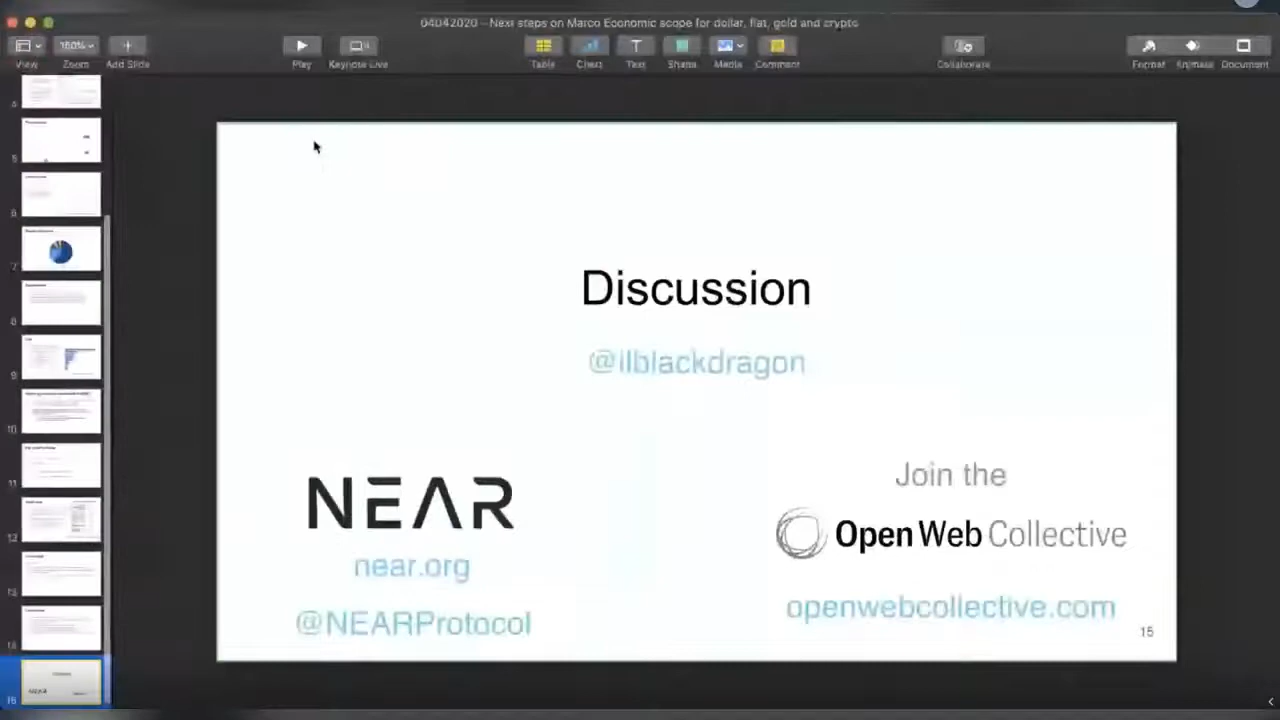 04042020 - Next steps on Marco Economic scope for dollar, fiat, gold and crypto
160%
View Zoom Add Slide Play Keynote Live Table Chart Text Shape Media Comment Collaborate Format Animate Document
Discussion
@ilblackdragon
NEAR
near.org
@NEARProtocol
Join the
Open Web Collective
openwebcollective.com
15